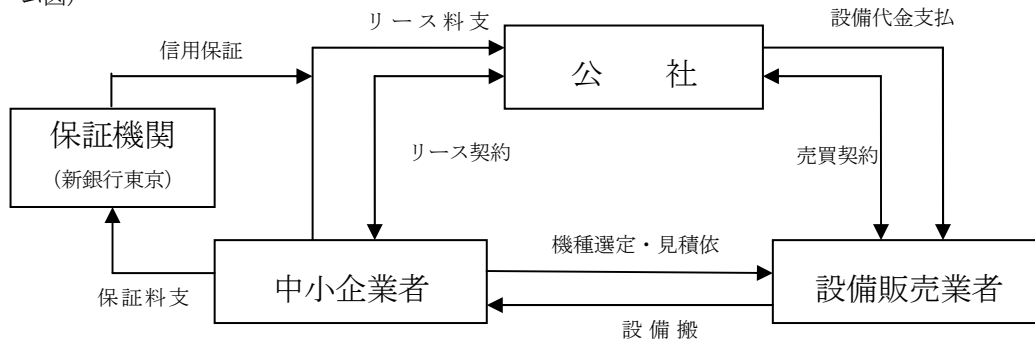 リース料支
設備代金支払
信用保証
公　　社
保証機関
(新銀行東京)
リース契約
売買契約
機種選定・見積依
中小企業者
設備販売業者
保証料支
設備搬